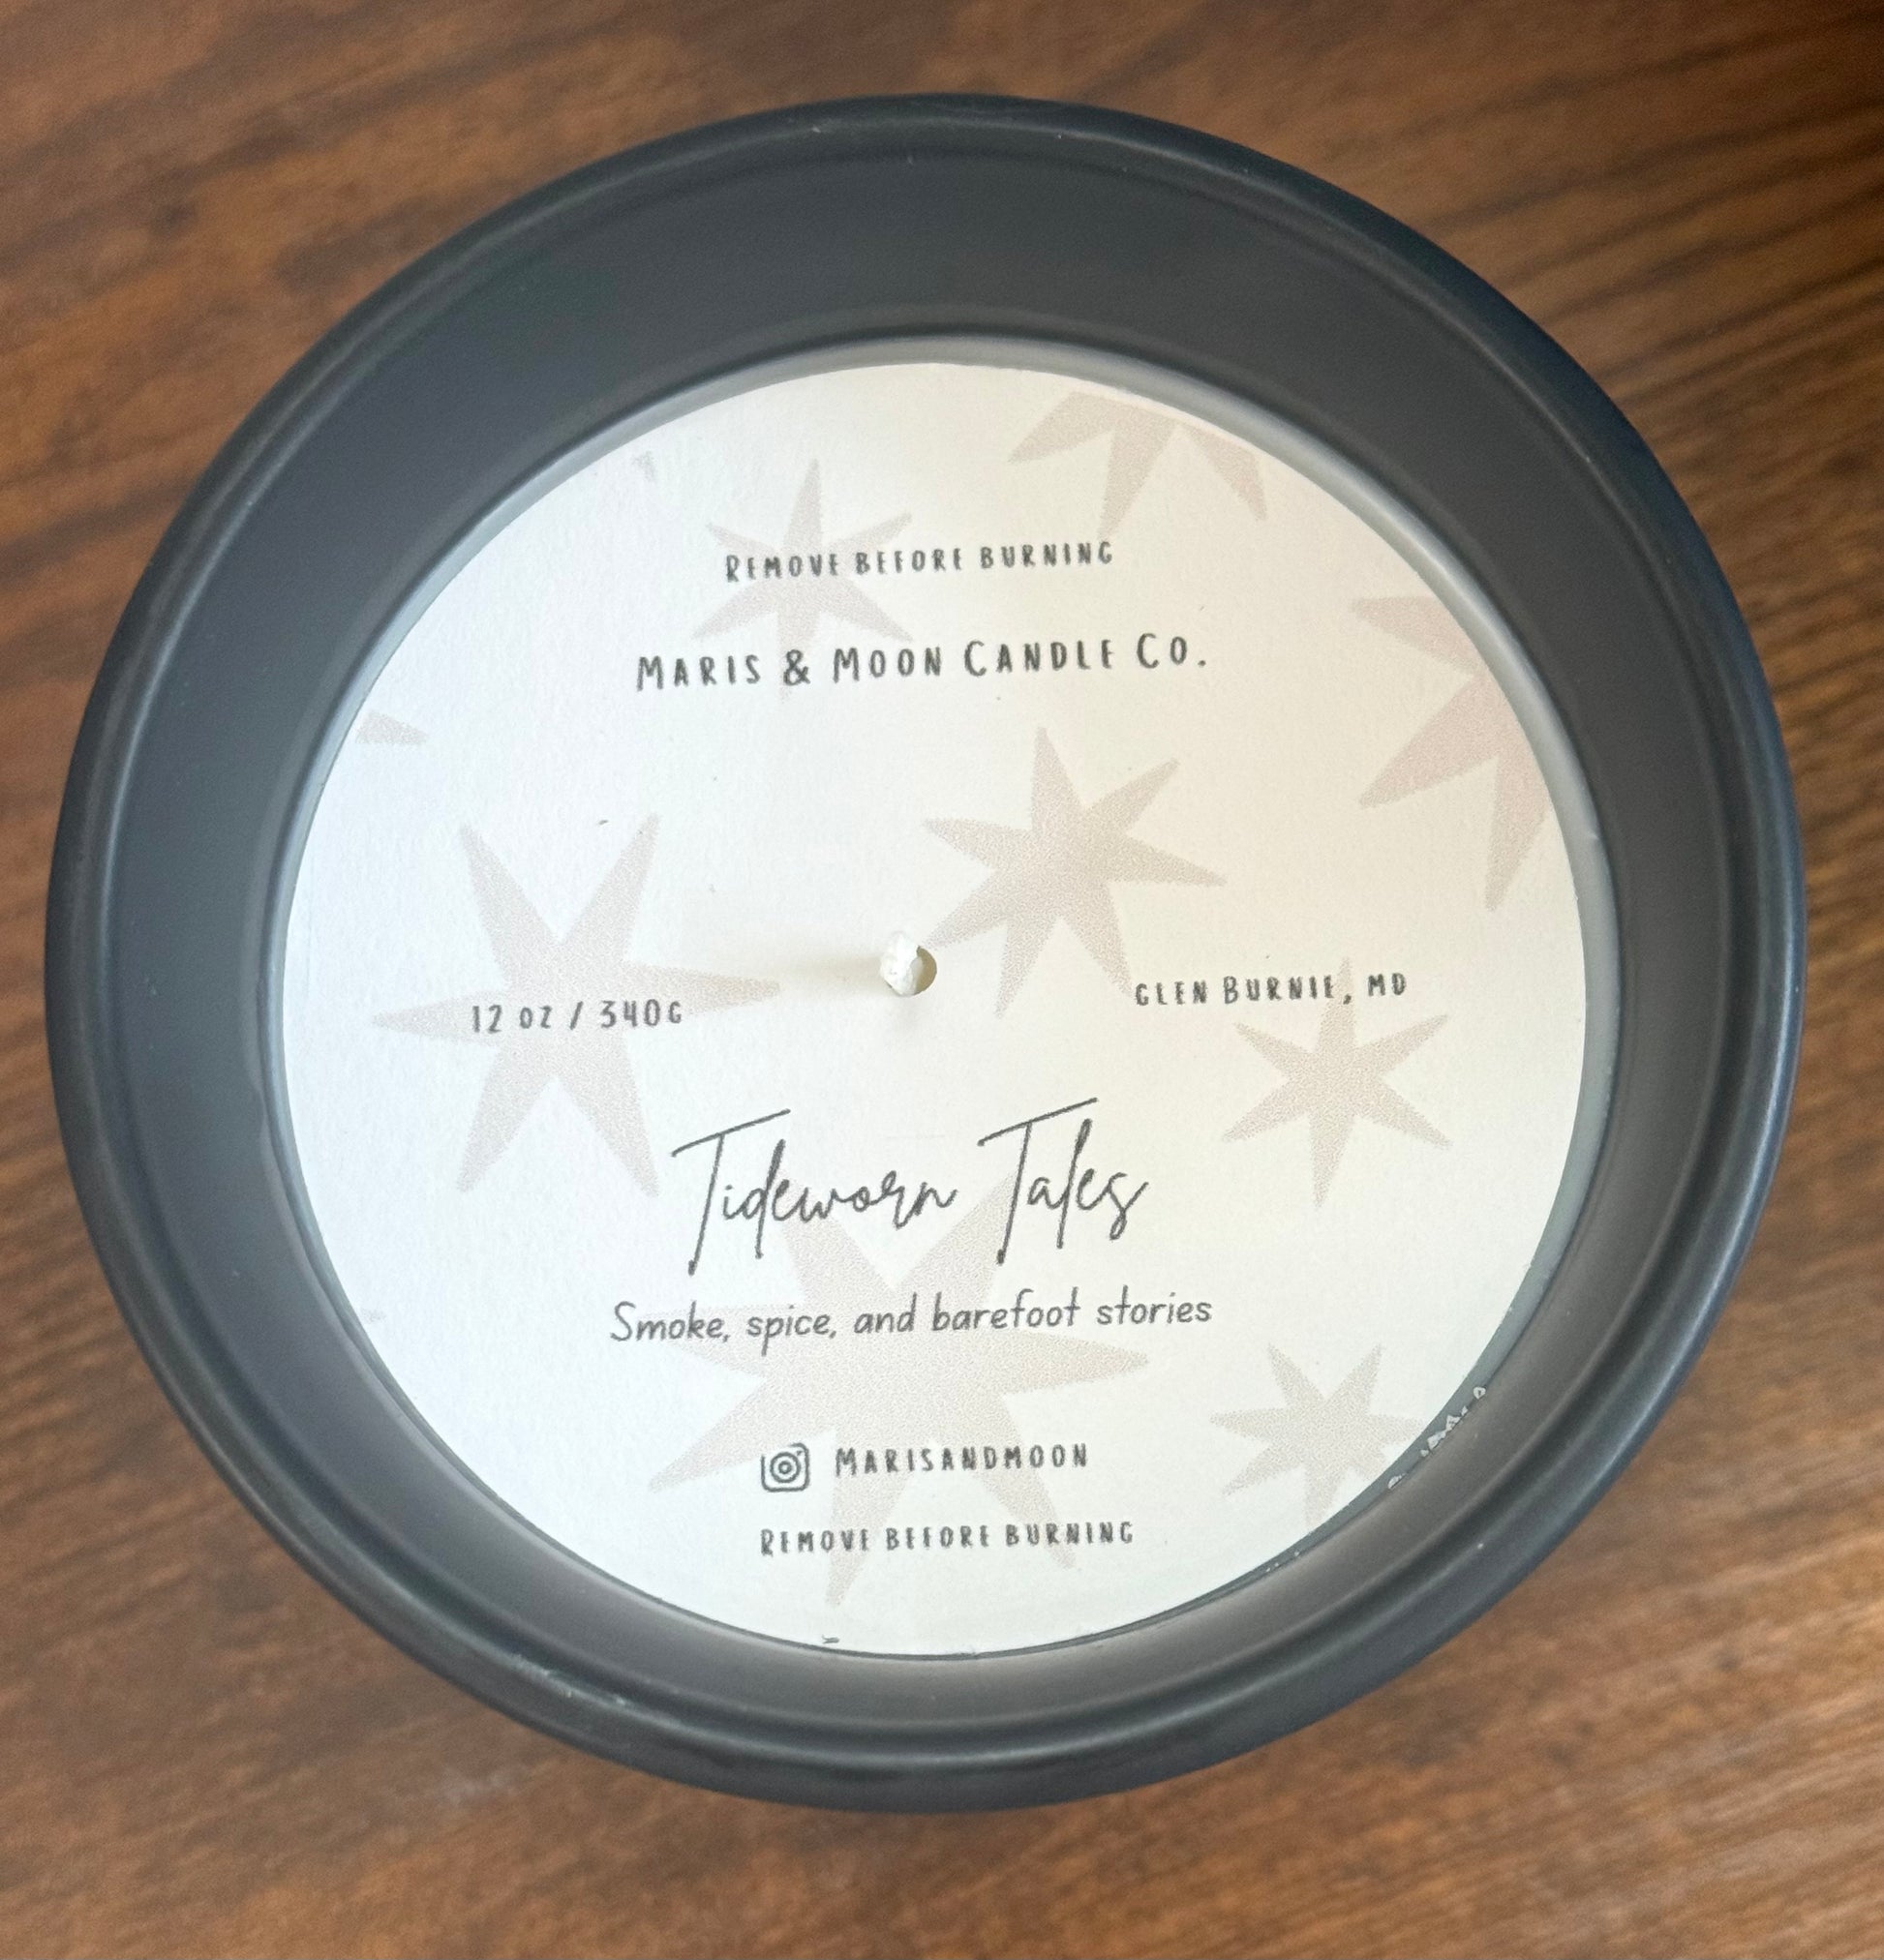 REMOVE BEFORE BURNING
MARIS & MOON CANDLE CO.
12 OZ / 340G
GLEN BURNIE, MD
Tideworn Tales
Smoke, spice, and barefoot stories
MARISANDMOON
REMOVE BEFORE BURNING